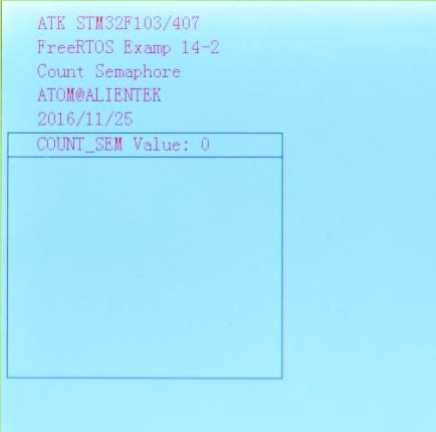 ATK STM32F103/407
FreeRTOS Examp 14-2
Count Semaphore
ATOM@ALIENTEK
2016/11/25
COUNT_SEM Value: 0